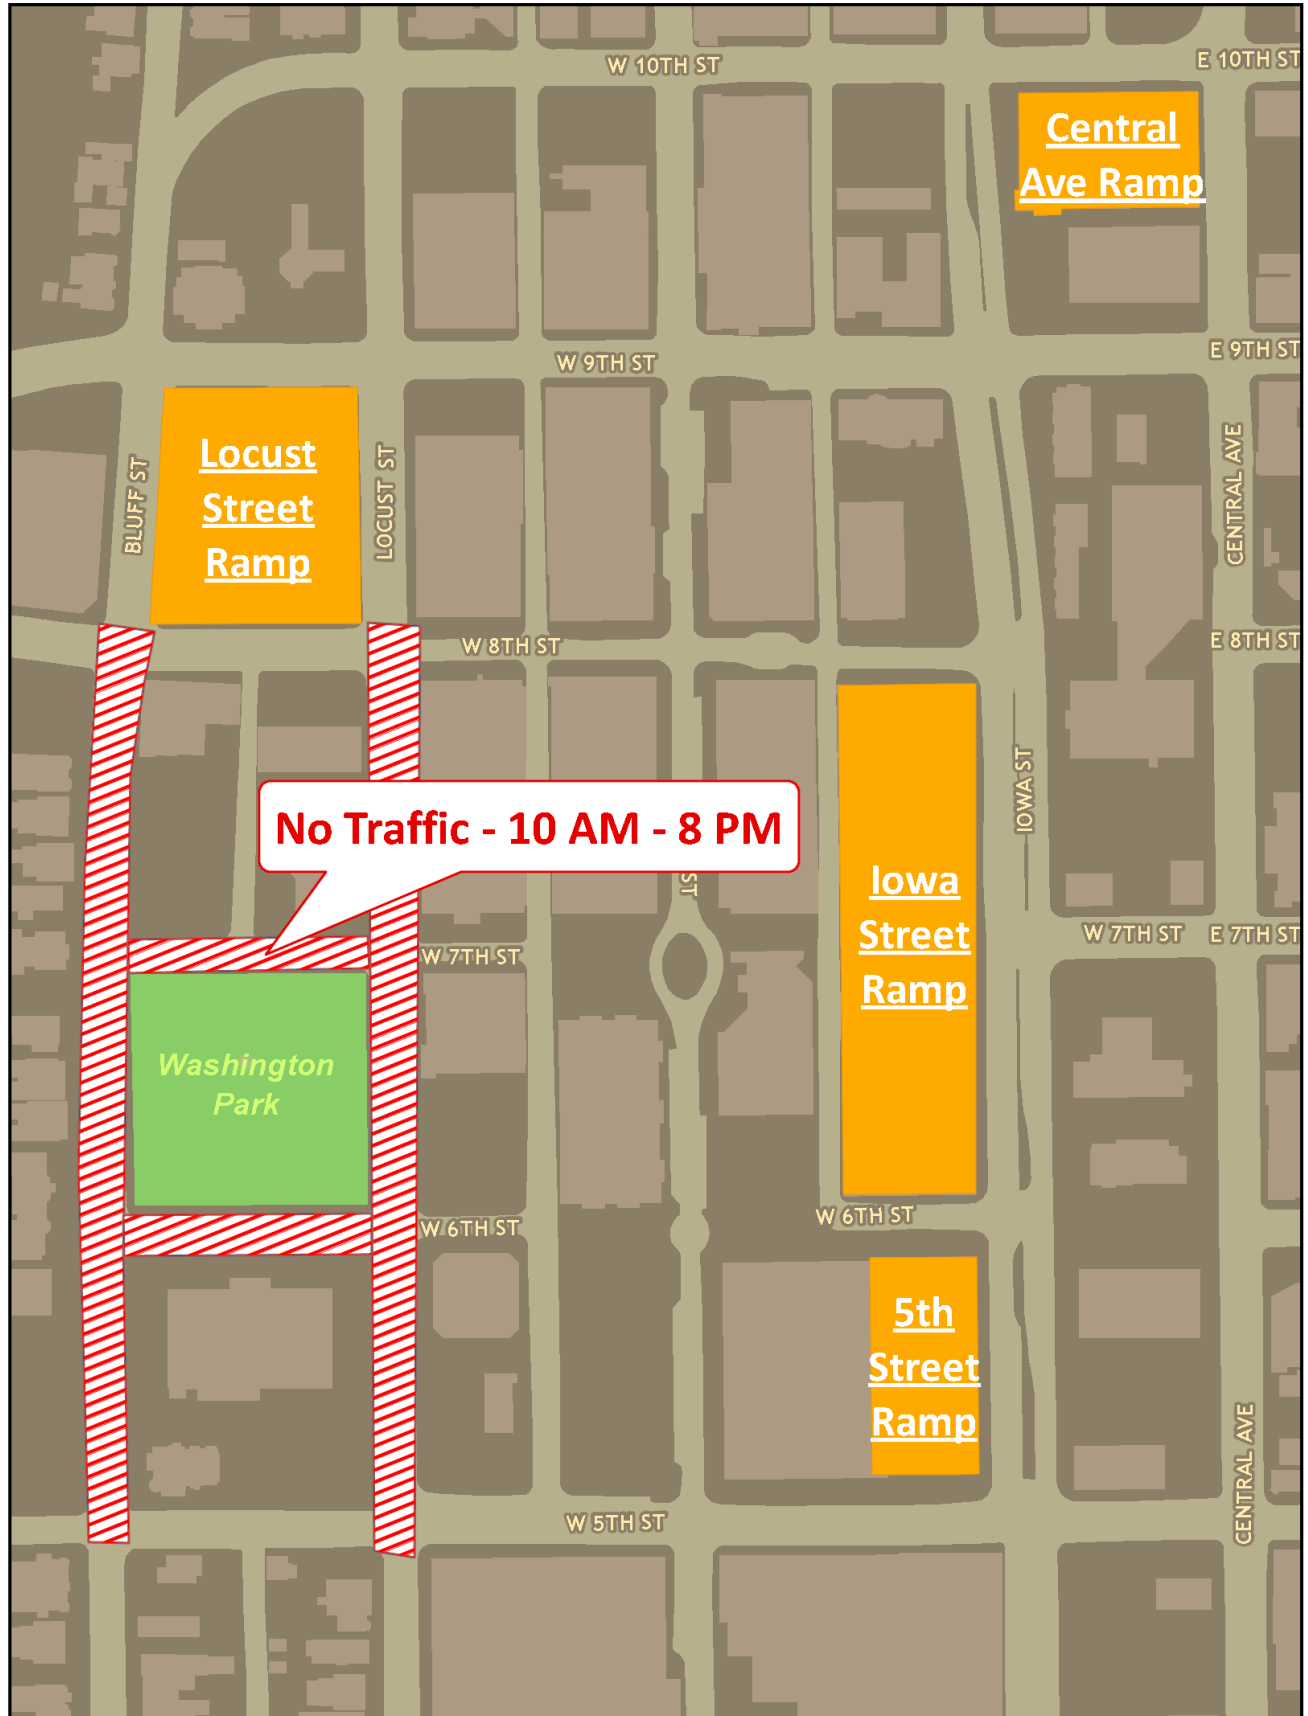 W 10TH ST
E 10TH ST
Central
Ave Ramp
W 9TH ST
E 9TH ST
Locust
Street
Ramp
BLUFF ST
LOCUST ST
CENTRAL AVE
W 8TH ST
E 8TH ST
No Traffic - 10 AM - 8 PM
IOWA ST
ST
Iowa
Street
Ramp
W 7TH ST
W 7TH ST
E 7TH ST
Washington
Park
W 6TH ST
W 6TH ST
5th
Street
Ramp
CENTRAL AVE
W 5TH ST